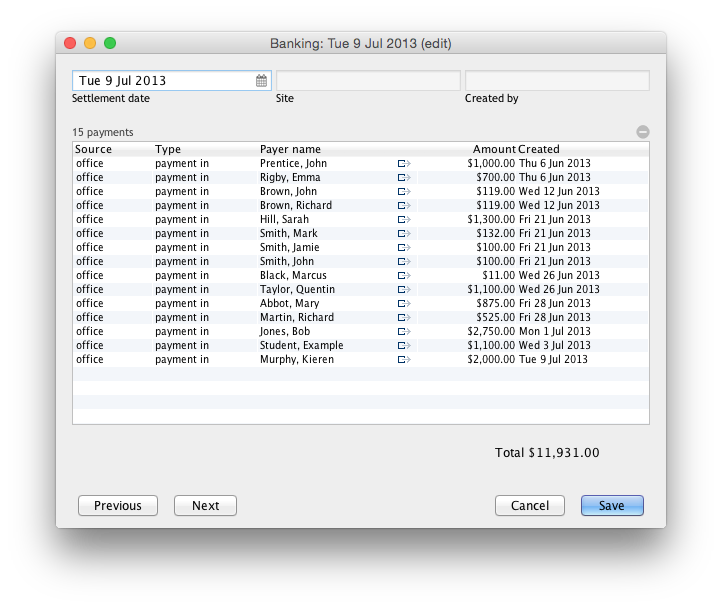 Banking: Tue 9 Jul 2013 (edit)
Tue 9 Jul 2013
Settlement date Site Created by
15 payments
Source Type Payer name Amount Created
office payment in Prentice, John $1,000.00 Thu 6 Jun 2013
office payment in Rigby, Emma $700.00 Thu 6 Jun 2013
office payment in Brown, John $119.00 Wed 12 Jun 2013
office payment in Brown, Richard $119.00 Wed 12 Jun 2013
office payment in Hill, Sarah $1,300.00 Fri 21 Jun 2013
office payment in Smith, Mark $132.00 Fri 21 Jun 2013
office payment in Smith, Jamie $100.00 Fri 21 Jun 2013
office payment in Smith, John $100.00 Fri 21 Jun 2013
office payment in Black, Marcus $11.00 Wed 26 Jun 2013
office payment in Taylor, Quentin $1,100.00 Wed 26 Jun 2013
office payment in Abbot, Mary $875.00 Fri 28 Jun 2013
office payment in Martin, Richard $525.00 Fri 28 Jun 2013
office payment in Jones, Bob $2,750.00 Mon 1 Jul 2013
office payment in Student, Example $1,100.00 Wed 3 Jul 2013
office payment in Murphy, Kieren $2,000.00 Tue 9 Jul 2013
Total $11,931.00
Previous Next Cancel Save